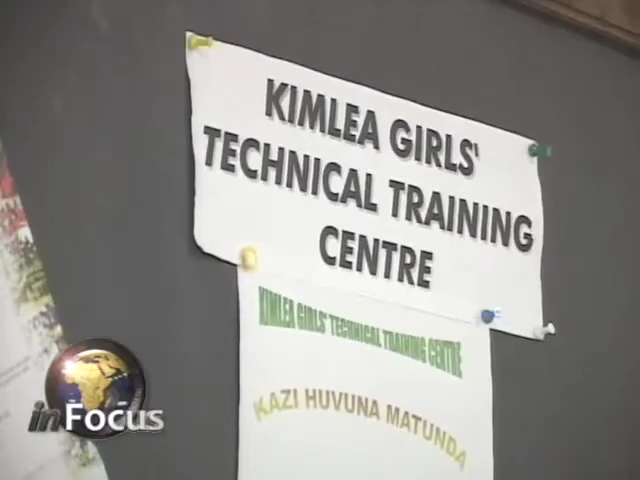 KIMLEA GIRLS'
TECHNICAL TRAINING
CENTRE
KIMLEA GIRLS' TECHNICAL TRAINING CENTRE
KAZI HUVUNA MATUNDA
inFocus